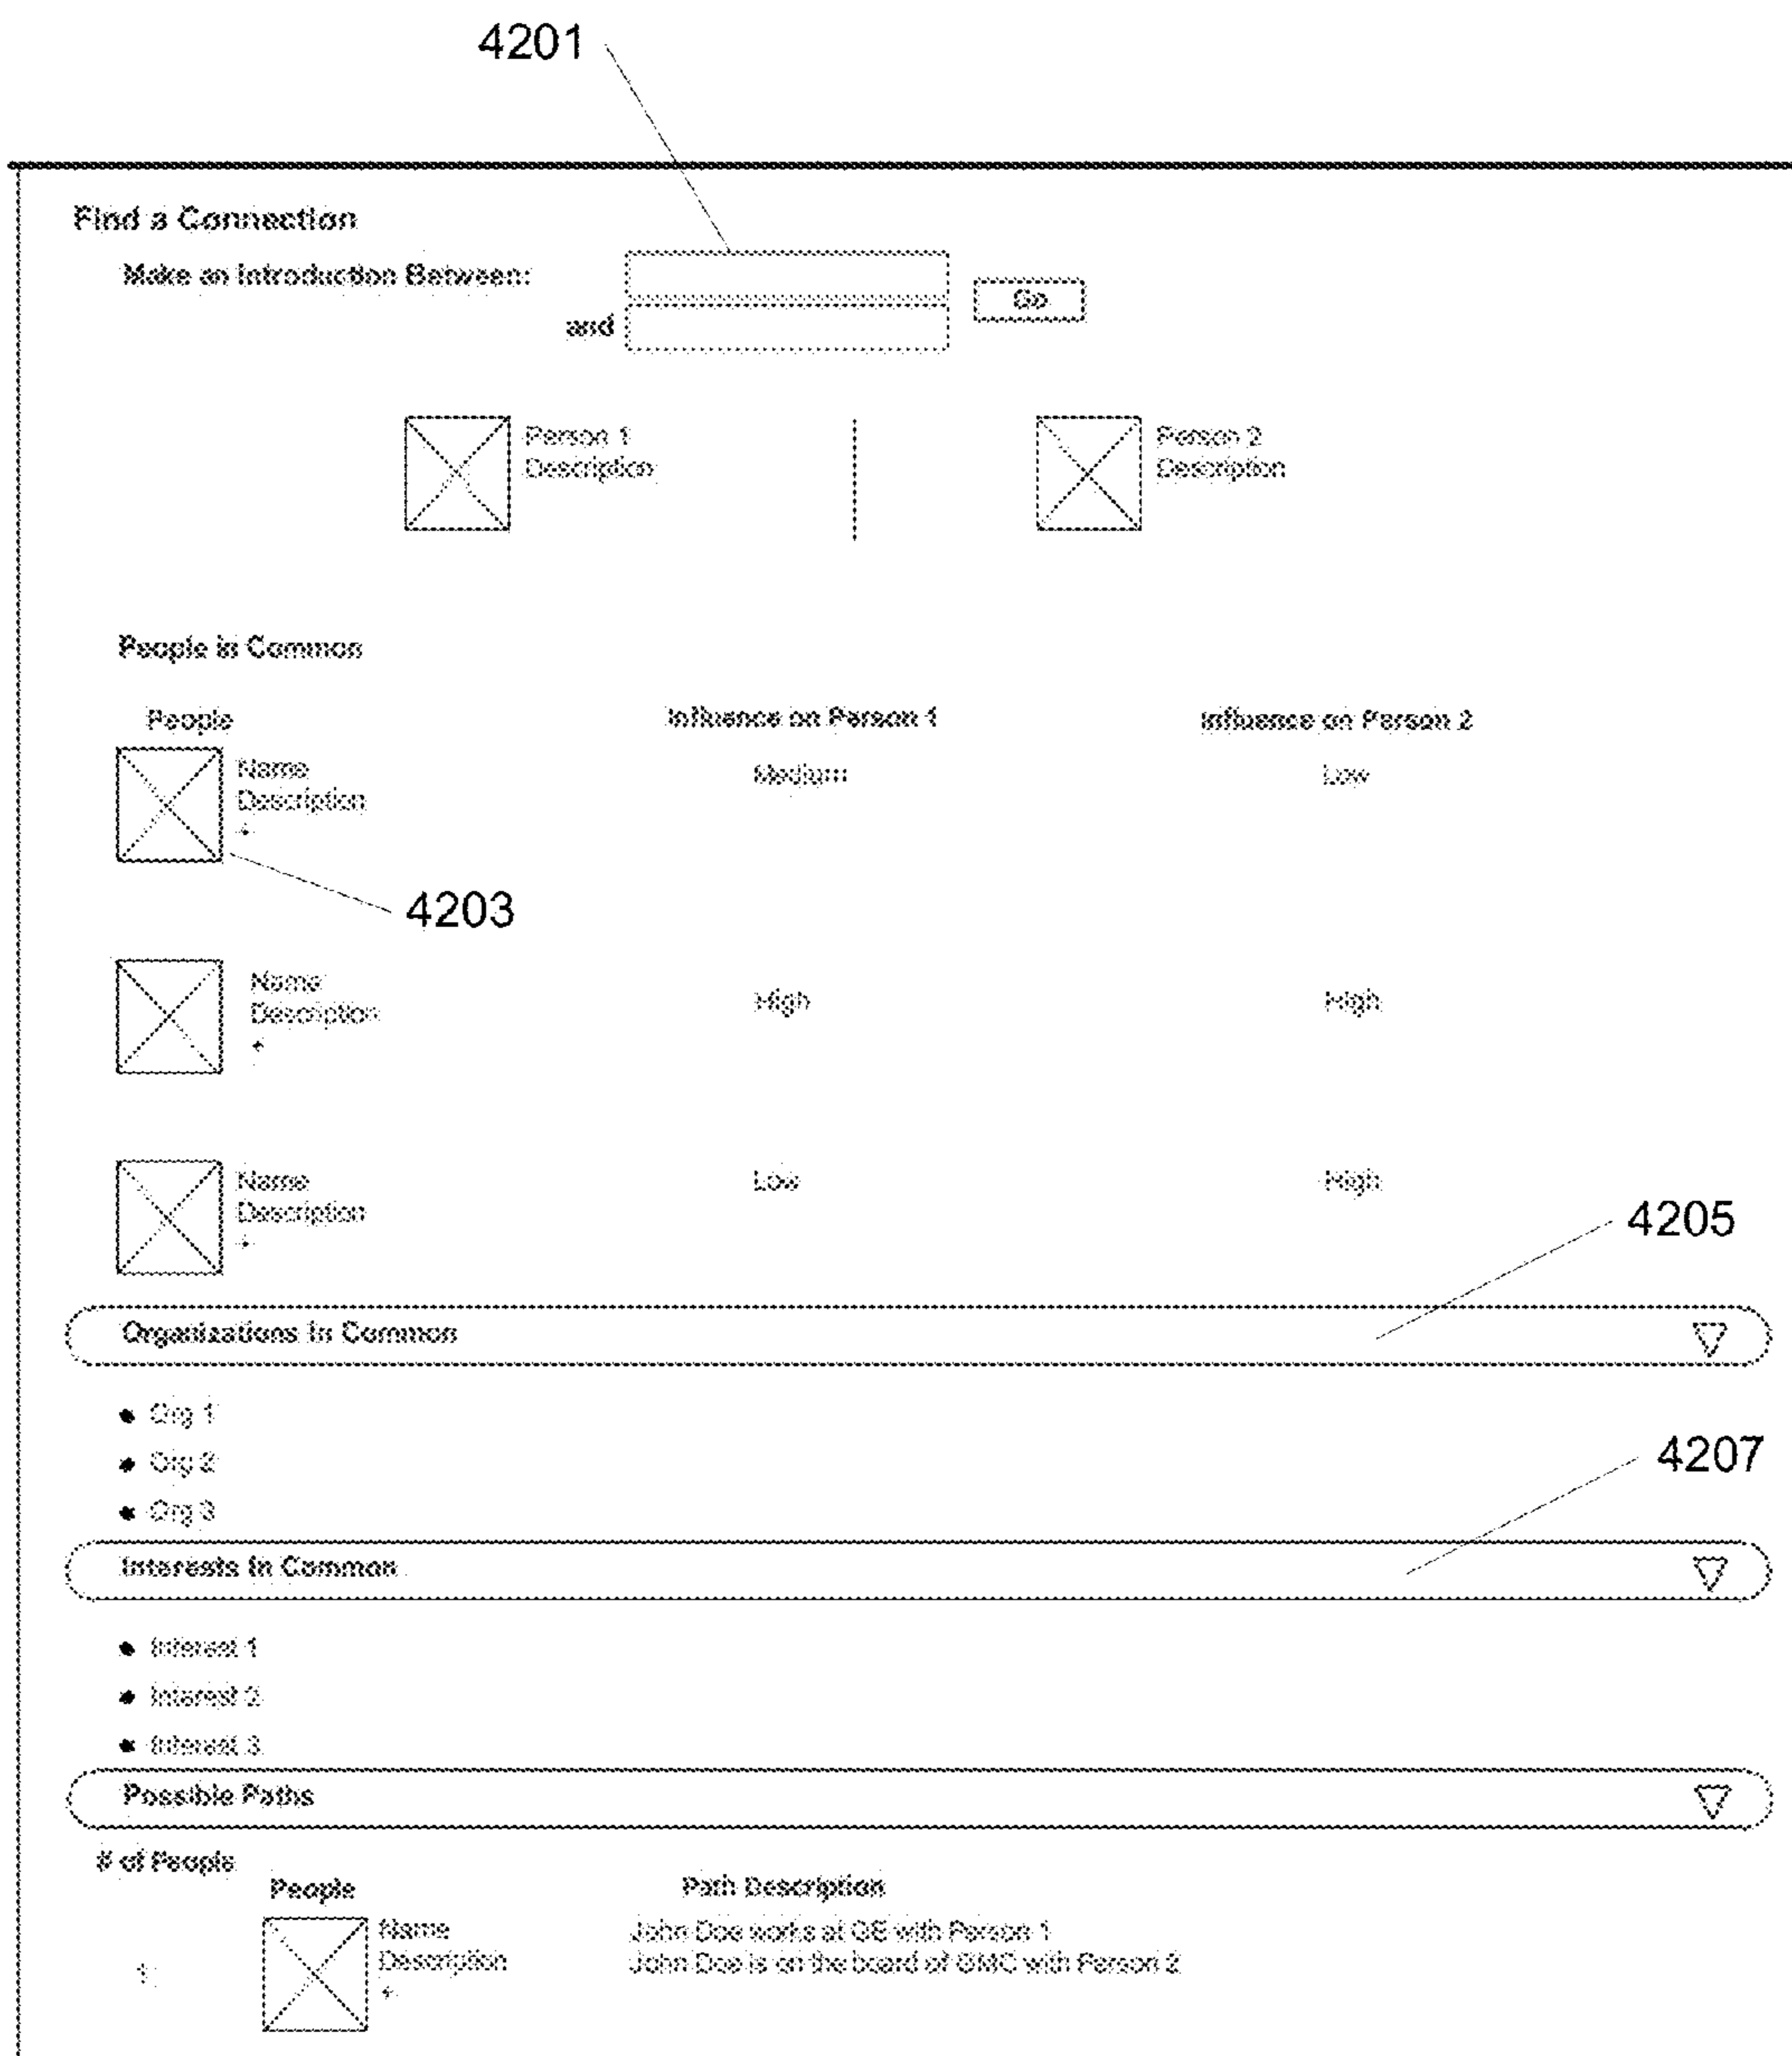 4201
Find a Connection
Make an Introduction Between:
Go
and
Person 1
Description
Person 2
Description
People in Common
People
Influence on Person 1
Influence on Person 2
Name
Description
+
Medium
Low
4203
Name
Description
+
High
High
Name
Description
+
Low
High
4205
Organizations In Common
Org 1
Org 2
Org 3
4207
Interests In Common
Interest 1
Interest 2
Interest 3
Possible Paths
# of People
People
Path Description
1
Name
Description
+
John Doe works at GE with Person 1
John Doe is on the board of GMC with Person 2